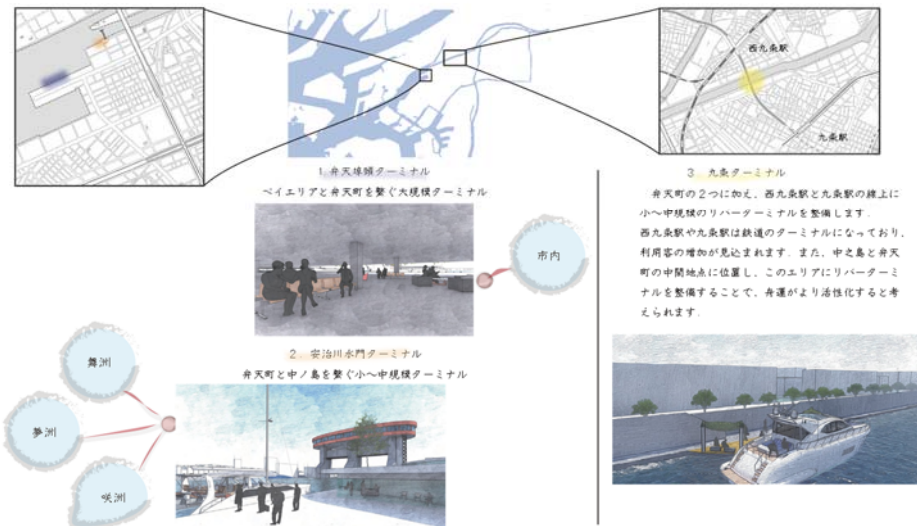 西九条駅
九条駅
1 弁天埠頭ターミナル
ベイエリアと弁天町を繋ぐ大規模ターミナル
市内
2. 安治川水門ターミナル
弁天町と中ノ島を繋ぐ小~中規模ターミナル
舞洲
夢洲
咲洲
3. 九条ターミナル
弁天町の2つに加え、西九条駅と九条駅の線上に
小~中規模のリバーターミナルを整備します.
西九条駅や九条駅は鉄道のターミナルになっており、
利用客の増加が見込まれます. また、中之島と弁天
町の中間地点に位置し、このエリアにリバーターミ
ナルを整備することで、舟運がより活性化すると考
えられます.